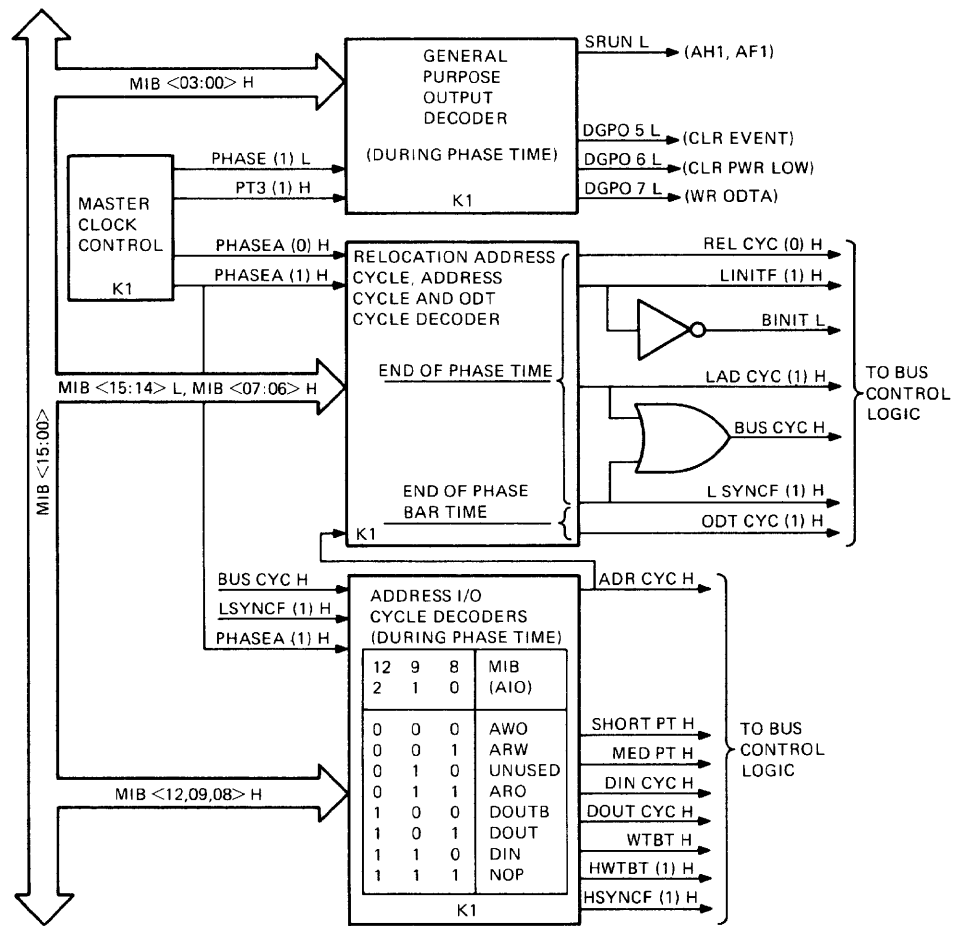 MIB <15:00>
MIB <03:00> H
GENERAL
PURPOSE
OUTPUT
DECODER
(DURING PHASE TIME)
K1
SRUN L
(AH1, AF1)
DGPO 5 L
(CLR EVENT)
DGPO 6 L
(CLR PWR LOW)
DGPO 7 L
(WR ODTA)
MASTER
CLOCK
CONTROL
K1
PHASE (1) L
PT3 (1) H
PHASEA (0) H
PHASEA (1) H
RELOCATION ADDRESS
CYCLE, ADDRESS
CYCLE AND ODT
CYCLE DECODER
END OF PHASE TIME
END OF PHASE
BAR TIME
K1
MIB <15:14> L, MIB <07:06> H
REL CYC (0) H
LINITF (1) H
BINIT L
LAD CYC (1) H
BUS CYC H
L SYNCF (1) H
ODT CYC (1) H
TO BUS
CONTROL
LOGIC
BUS CYC H
LSYNCF (1) H
PHASEA (1) H
ADDRESS I/O
CYCLE DECODERS
(DURING PHASE TIME)
12 9 8 MIB
2 1 0 (AIO)
0 0 0 AWO
0 0 1 ARW
0 1 0 UNUSED
0 1 1 ARO
1 0 0 DOUTB
1 0 1 DOUT
1 1 0 DIN
1 1 1 NOP
K1
MIB <12,09,08> H
ADR CYC H
SHORT PT H
MED PT H
DIN CYC H
DOUT CYC H
WTBT H
HWTBT (1) H
HSYNCF (1) H
TO BUS
CONTROL
LOGIC